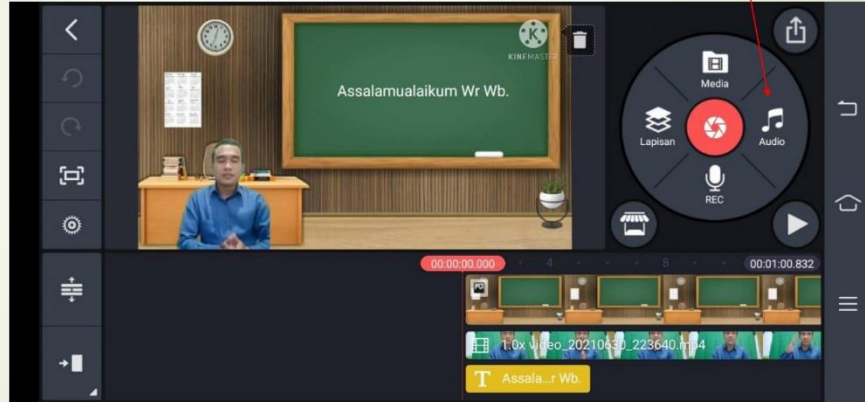 KINEMASTER
Assalamualaikum Wr Wb.
Media
Lapisan
Audio
REC
00:00:00.000
4
8
00:01:00.832
1.0x video_20210630_223640.mp4
T Assala...r Wb.